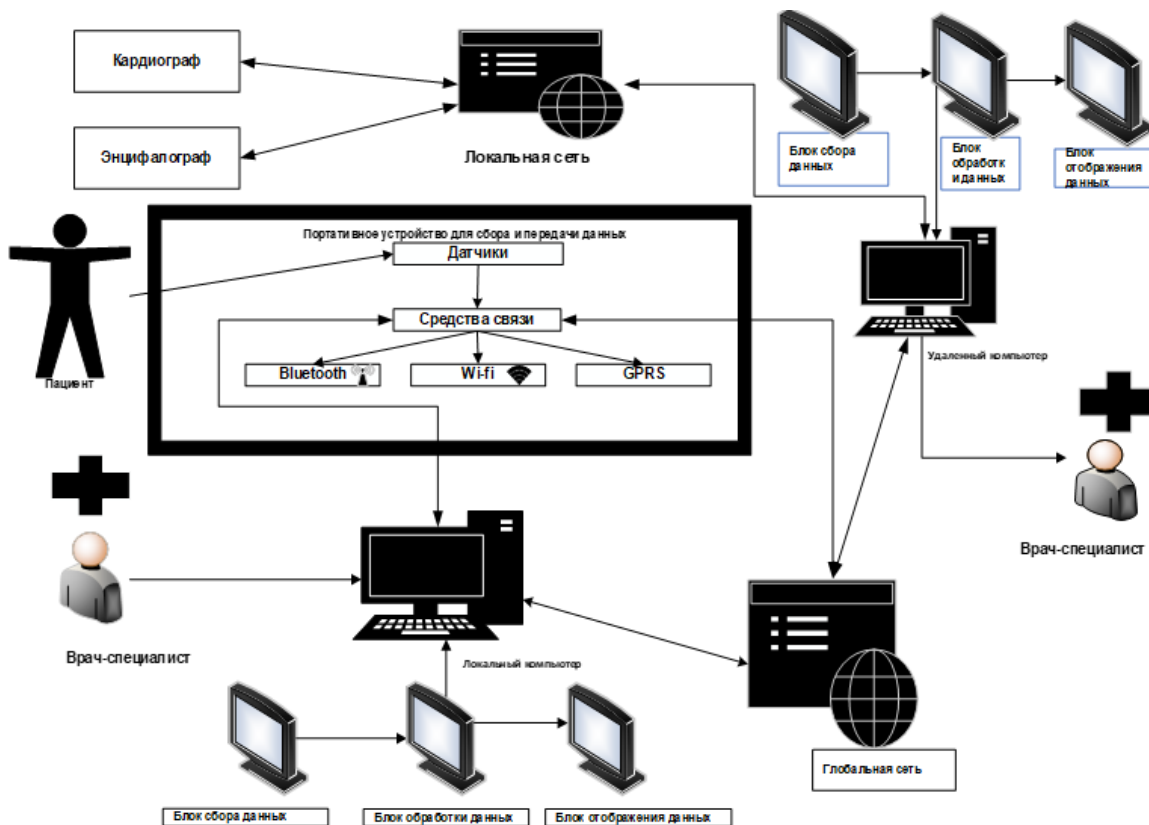 Кардиограф
Энцифалограф
Локальная сеть
Блок сбора
данных
Блок
обработк
и данных
Блок
отображения
данных
Портативное устройство для сбора и передачи данных
Датчики
Средства связи
Bluetooth
Wi-fi
GPRS
Пациент
Удаленный компьютер
Врач-специалист
Врач-специалист
Локальный компьютер
Глобальная сеть
Блок сбора данных
Блок обработки данных
Блок отображения данных